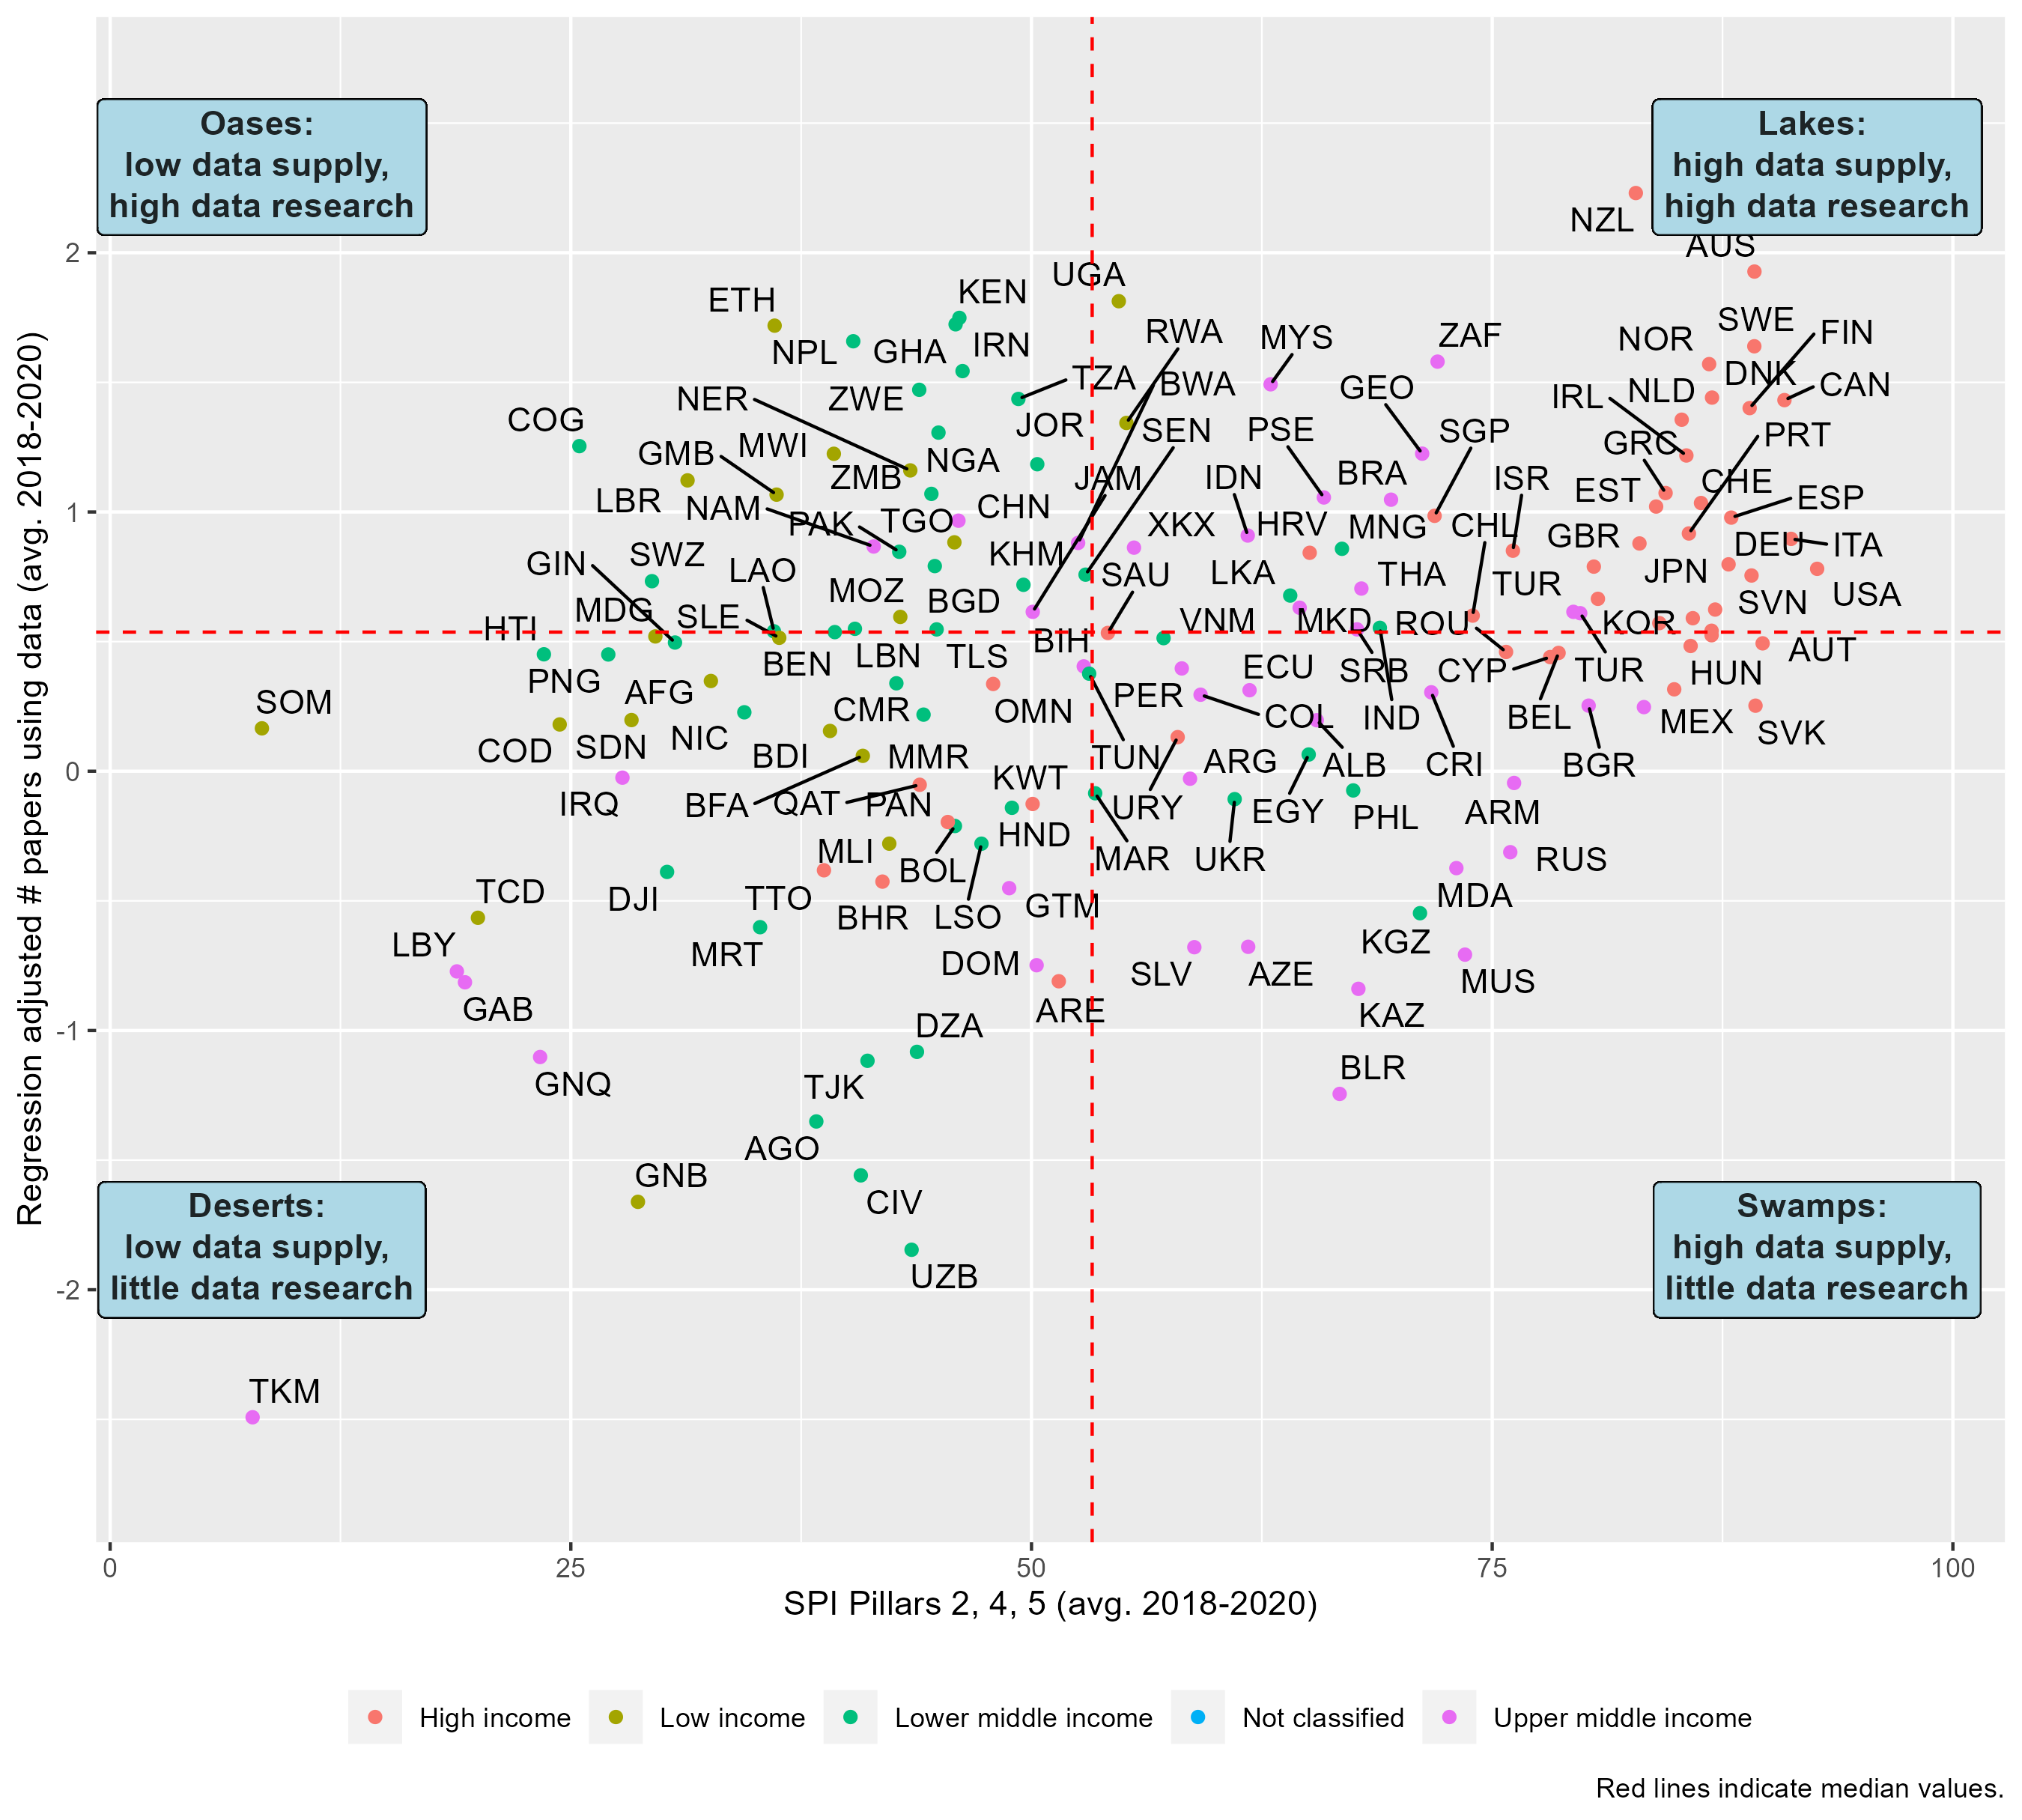 Oases:
low data supply,
high data research
Lakes:
high data supply,
high data research
NZL
AUS
UGA
KEN
ETH
RWA
MYS
ZAF
NOR
SWE
FIN
NPL
GHA
IRN
TZA
BWA
GEO
IRL
NLD
DNK
CAN
NER
ZWE
JOR
SEN
PSE
SGP
GRC
PRT
COG
GMB
MWI
ZMB
NGA
JAM
IDN
BRA
ISR
EST
CHE
ESP
LBR
NAM
PAK
TGO
CHN
XKX
HRV
MNG
CHL
GBR
DEU
ITA
GIN
SWZ
LAO
KHM
SAU
LKA
THA
TUR
JPN
USA
HTI
MDG
SLE
MOZ
BGD
BIH
VNM
MKD
ROU
KOR
SVN
AUT
PNG
AFG
BEN
LBN
TLS
ECU
SRB
CYP
TUR
HUN
SOM
COD
SDN
NIC
BDI
CMR
OMN
PER
COL
IND
BEL
MEX
SVK
IRQ
BFA
QAT
MMR
PAN
KWT
TUN
ARG
ALB
CRI
BGR
URY
EGY
PHL
ARM
MLI
BOL
HND
MAR
UKR
RUS
TCD
DJI
TTO
BHR
LSO
GTM
MDA
LBY
MRT
DOM
SLV
AZE
KGZ
MUS
GAB
ARE
KAZ
GNQ
DZA
TJK
BLR
AGO
GNB
CIV
UZB
TKM
Deserts:
low data supply,
little data research
Swamps:
high data supply,
little data research
2
1
0
-1
-2
Regression adjusted # papers using data (avg. 2018-2020)
0 25 50 75 100
SPI Pillars 2, 4, 5 (avg. 2018-2020)
High income Low income Lower middle income Not classified Upper middle income
Red lines indicate median values.